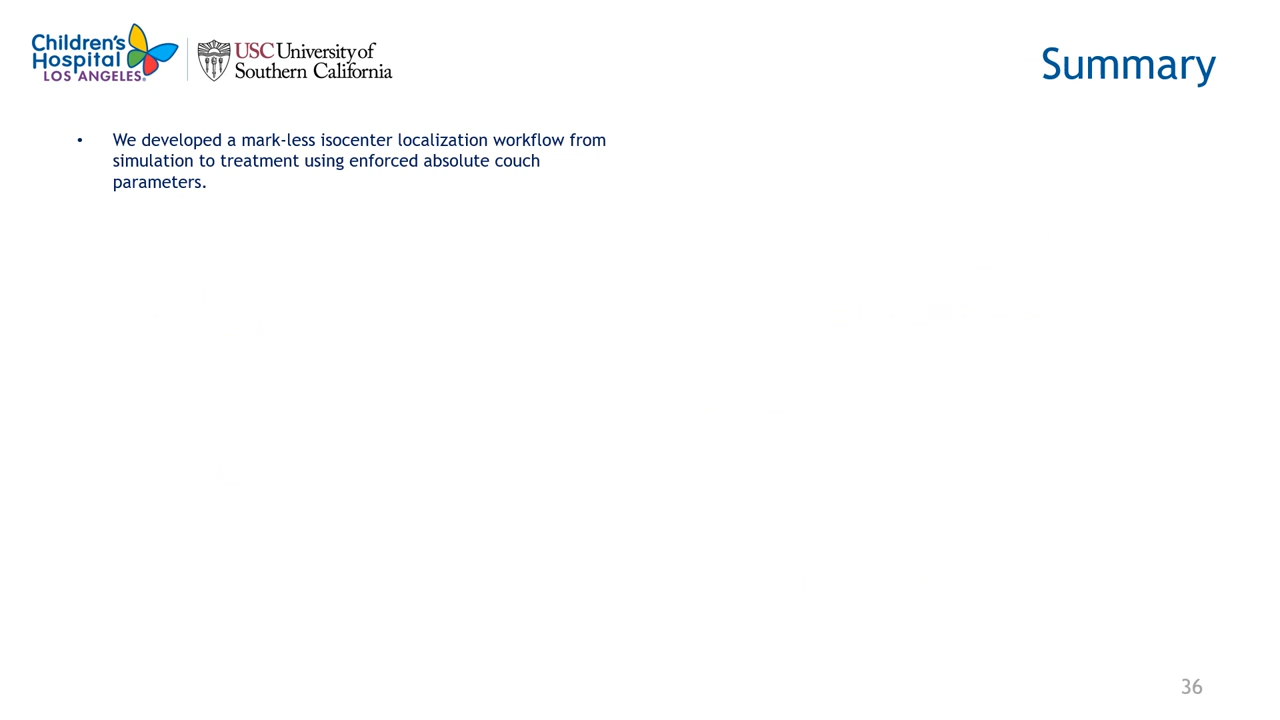 Children's
Hospital
LOS ANGELES®
USC University of
Southern California
Summary
• We developed a mark-less isocenter localization workflow from
simulation to treatment using enforced absolute couch
parameters.
36